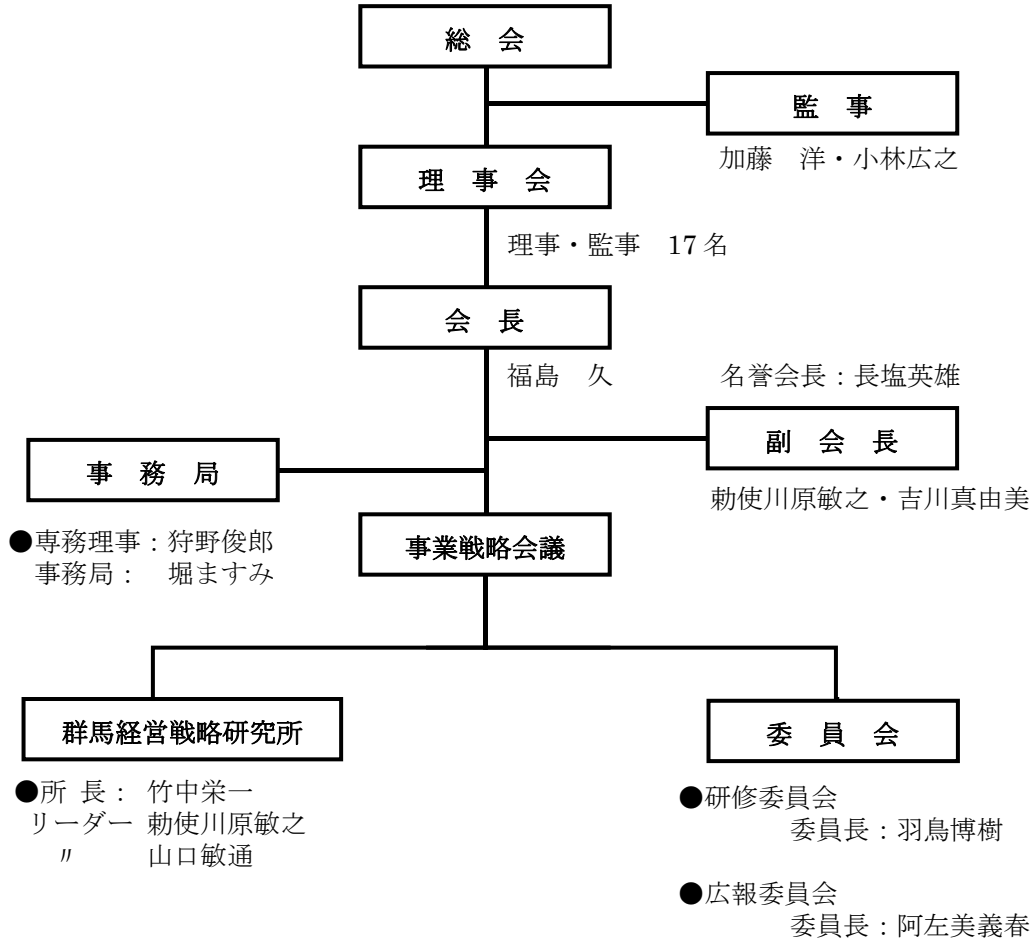 総　会
監　事
加藤　洋・小林広之
理　事　会
理事・監事　17名
会　長
福島　久
名誉会長：長塩英雄
副　会　長
勅使川原敏之・吉川真由美
事　務　局
●専務理事：狩野俊郎
事務局：　堀ますみ
事業戦略会議
群馬経営戦略研究所
●所 長：　竹中栄一
リーダー 勅使川原敏之
〃　　　山口敏通
委　員　会
●研修委員会
委員長：羽鳥博樹
●広報委員会
委員長：阿左美義春